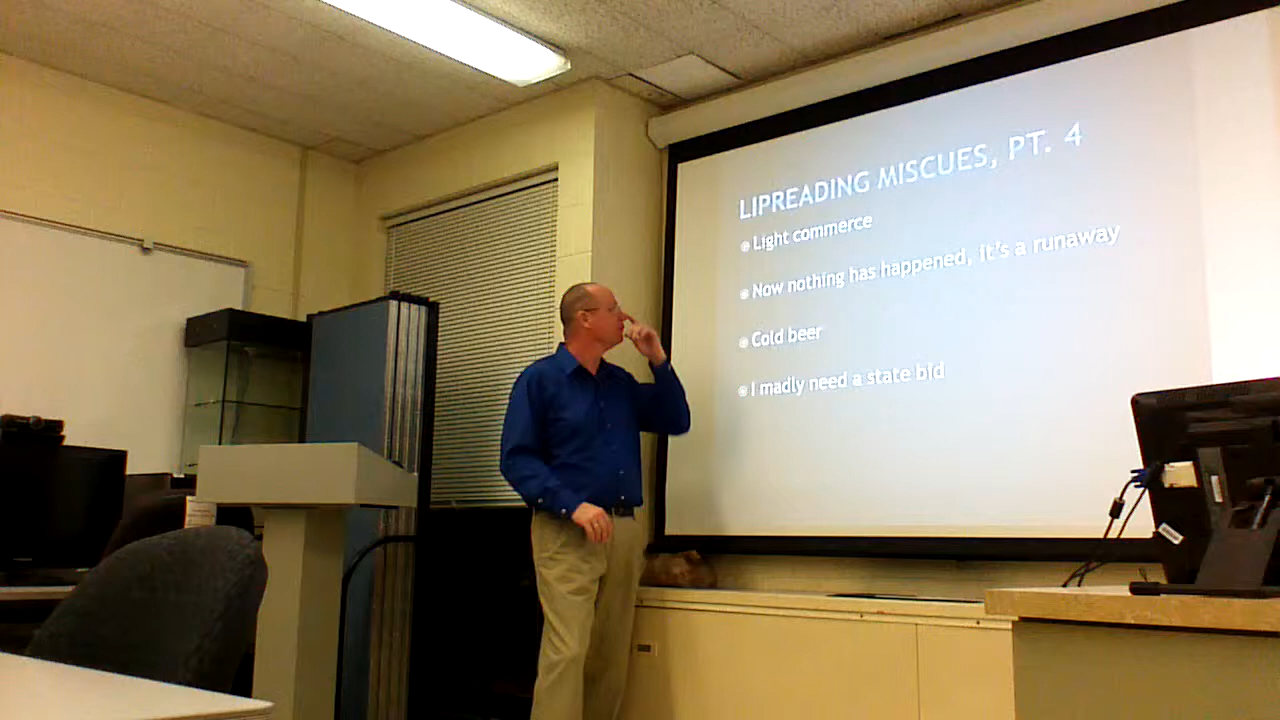 LIPREADING MISCUES, PT. 4
Light commerce
Now nothing has happened, it's a runaway
Cold beer
I madly need a state bid